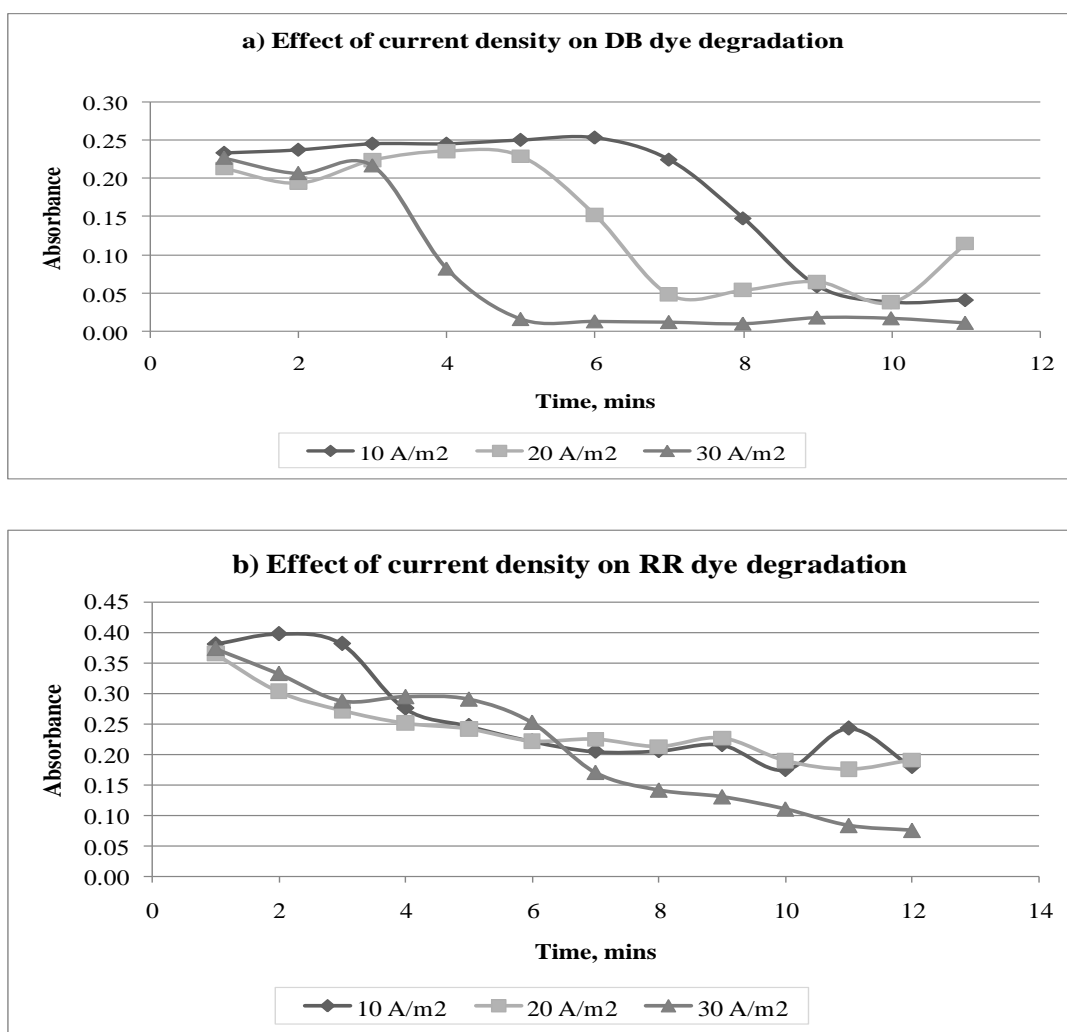 a) Effect of current density on DB dye degradation
0.30
0.25
0.20
0.15
0.10
0.05
0.00
Absorbance
0 2 4 6 8 10 12
Time, mins
10 A/m2 20 A/m2 30 A/m2
b) Effect of current density on RR dye degradation
0.45
0.40
0.35
0.30
0.25
0.20
0.15
0.10
0.05
0.00
Absorbance
0 2 4 6 8 10 12 14
Time, mins
10 A/m2 20 A/m2 30 A/m2